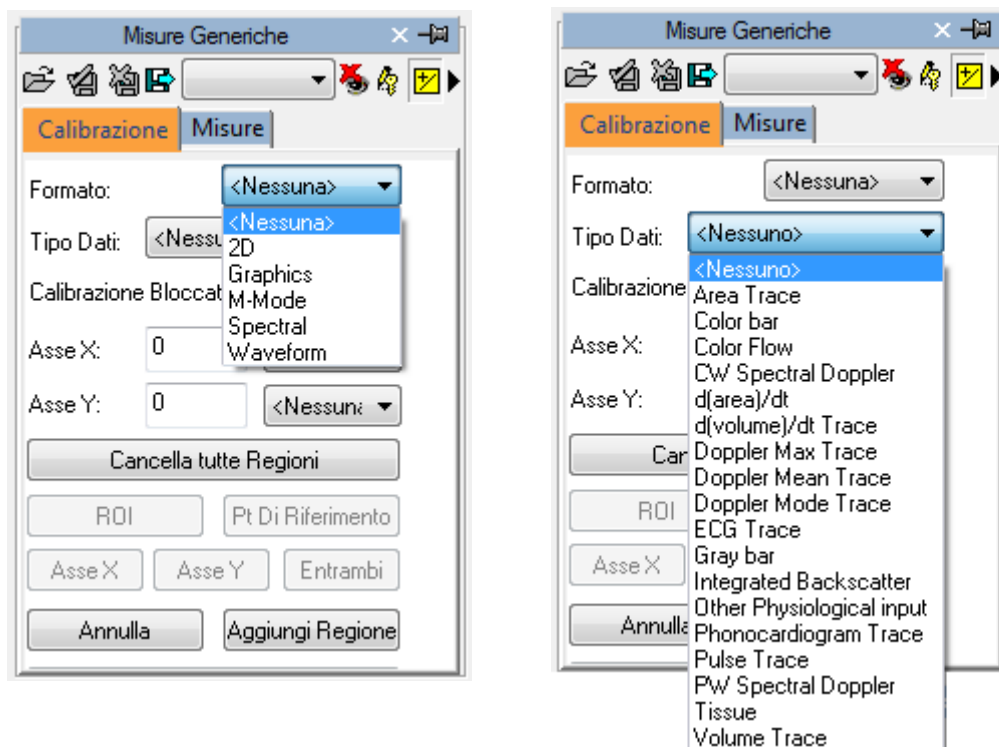 Misure Generiche
Calibrazione Misure
Formato: <Nessuna>
<Nessuna>
Tipo Dati: <Nessu
2D
Graphics
Calibrazione Bloccat
M-Mode
Spectral
Waveform
Asse X: 0
Asse Y: 0 <Nessuna
Cancella tutte Regioni
ROI Pt Di Riferimento
Asse X Asse Y Entrambi
Annulla Aggiungi Regione
Misure Generiche
Calibrazione Misure
Formato: <Nessuna>
Tipo Dati: <Nessuno>
<Nessuno>
Calibrazione
Area Trace
Color bar
Asse X:
Color Flow
CW Spectral Doppler
Asse Y:
d(area)/dt
d(volume)/dt Trace
Can
Doppler Max Trace
Doppler Mean Trace
ROI
Doppler Mode Trace
ECG Trace
Gray bar
Asse X
Integrated Backscatter
Other Physiological input
Annulla
Phonocardiogram Trace
Pulse Trace
PW Spectral Doppler
Tissue
Volume Trace